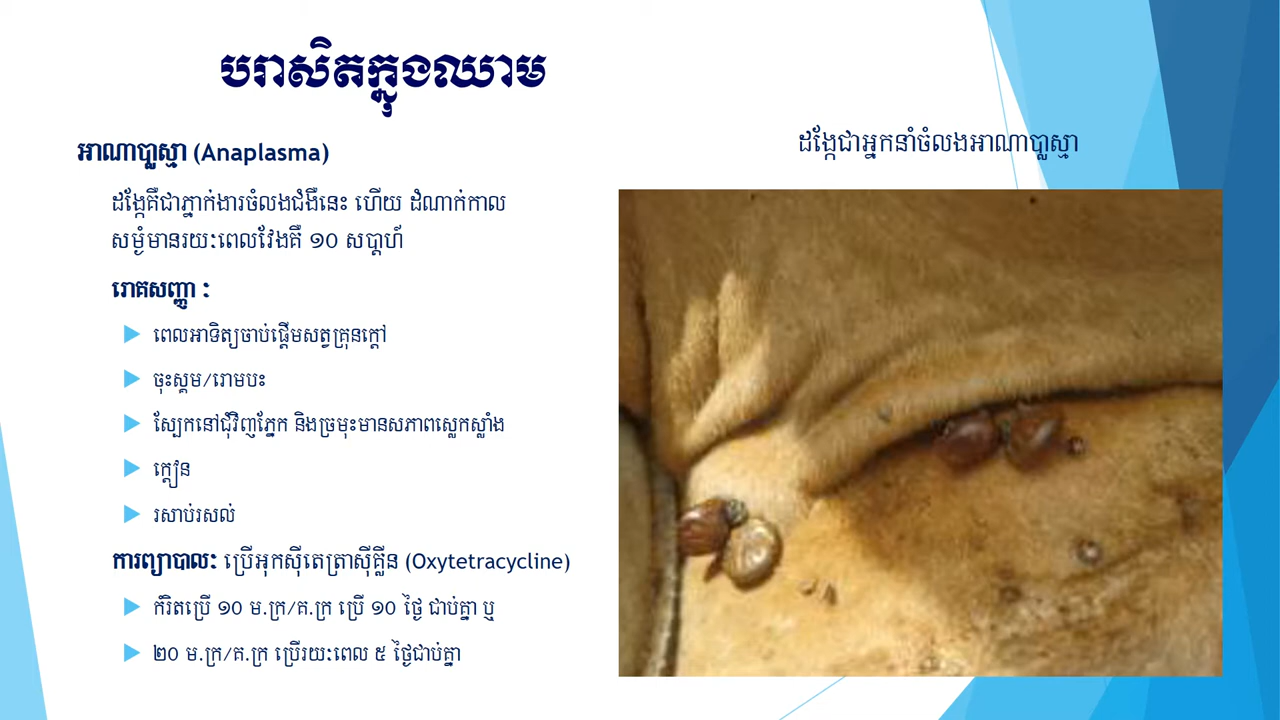 បរាសិតក្នុងឈាម
អាណាប្លាស្មា (Anaplasma)
ដង្កែគឺជាភ្នាក់ងារចំលងជំងឺនេះ ហើយ ដំណាក់កាល
សម្ងំមានរយៈពេលវែងគឺ ១០ សប្តាហ៍
រោគសញ្ញា :
ពេលអាទិត្យចាប់ផ្តើមសត្វគ្រុនក្តៅ
ចុះស្គម/រោមបះ
ស្បែកនៅជុំវិញភ្នែក និងច្រមុះមានសភាពស្លេកស្លាំង
ក្តៀន
រសាប់រសល់
ការព្យាបាល: ប្រើអុកស៊ីតេត្រាស៊ីគ្លីន (Oxytetracycline)
កំរិតប្រើ ១០ ម.ក្រ/គ.ក្រ ប្រើ ១០ ថ្ងៃ ជាប់គ្នា ឬ
២០ ម.ក្រ/គ.ក្រ ប្រើរយៈពេល ៥ ថ្ងៃជាប់គ្នា
ដង្កែជាអ្នកនាំចំលងអាណាប្លាស្មា